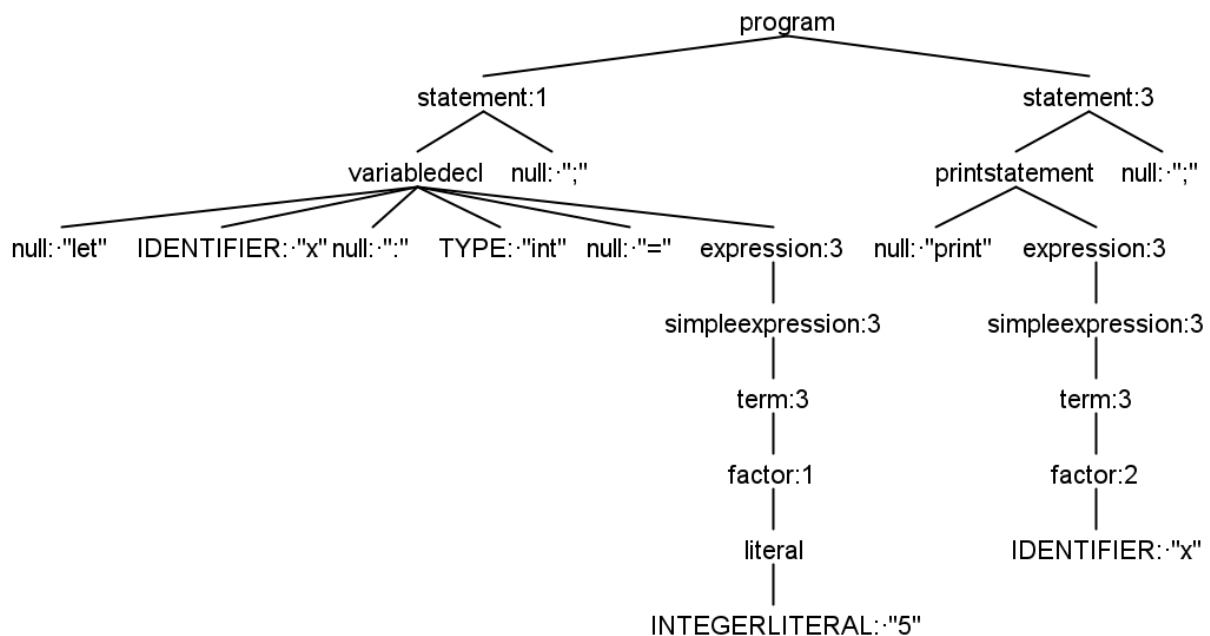 program
statement:1 statement:3
variabledecl null:·";" printstatement null:·";"
null:·"let" IDENTIFIER:·"x" null:·":" TYPE:·"int" null:·"=" expression:3 null:·"print" expression:3
simpleexpression:3 simpleexpression:3
term:3 term:3
factor:1 factor:2
literal IDENTIFIER:·"x"
INTEGERLITERAL:·"5"